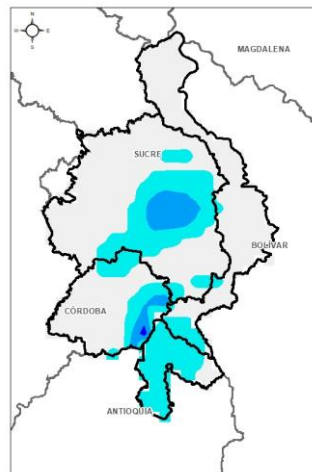 N
W E
S
MAGDALENA
SUCRE
BOLÍVAR
CÓRDOBA
ANTIOQUIA